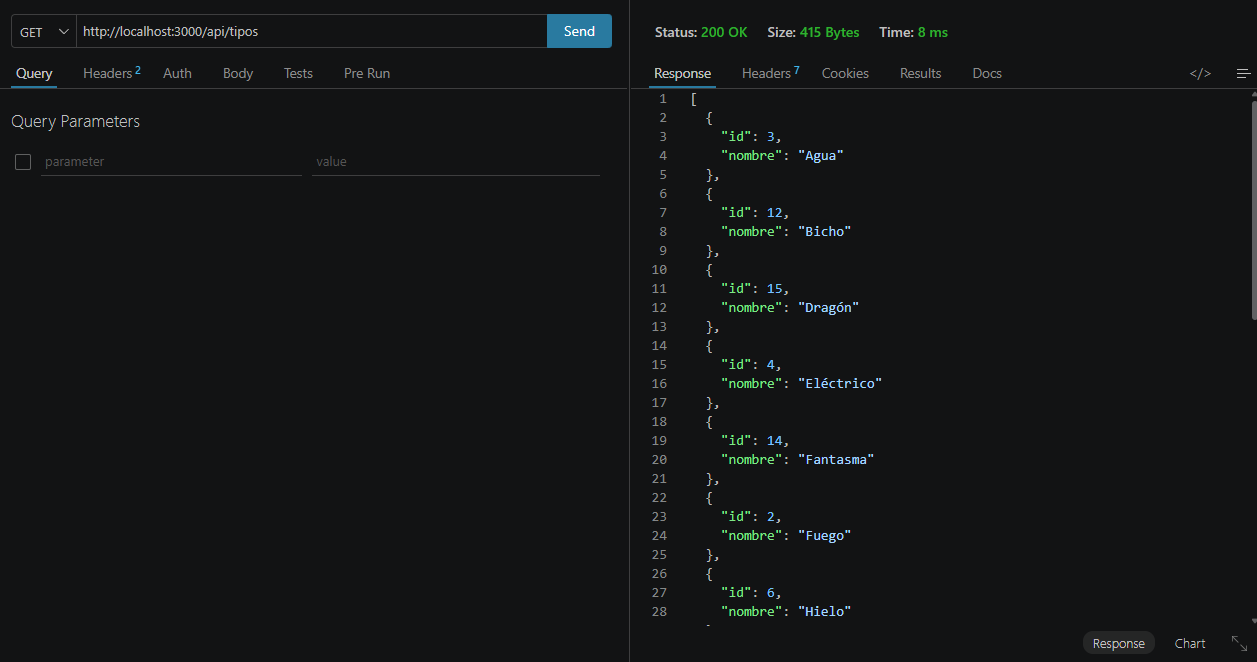 GET http://localhost:3000/api/tipos Send
Query Headers 2 Auth Body Tests Pre Run
Query Parameters
parameter value
Status: 200 OK Size: 415 Bytes Time: 8 ms
Response Headers 7 Cookies Results Docs </>
1 [
2 {
3 "id": 3,
4 "nombre": "Agua"
5 },
6 {
7 "id": 12,
8 "nombre": "Bicho"
9 },
10 {
11 "id": 15,
12 "nombre": "Dragón"
13 },
14 {
15 "id": 4,
16 "nombre": "Eléctrico"
17 },
18 {
19 "id": 14,
20 "nombre": "Fantasma"
21 },
22 {
23 "id": 2,
24 "nombre": "Fuego"
25 },
26 {
27 "id": 6,
28 "nombre": "Hielo"
Response Chart